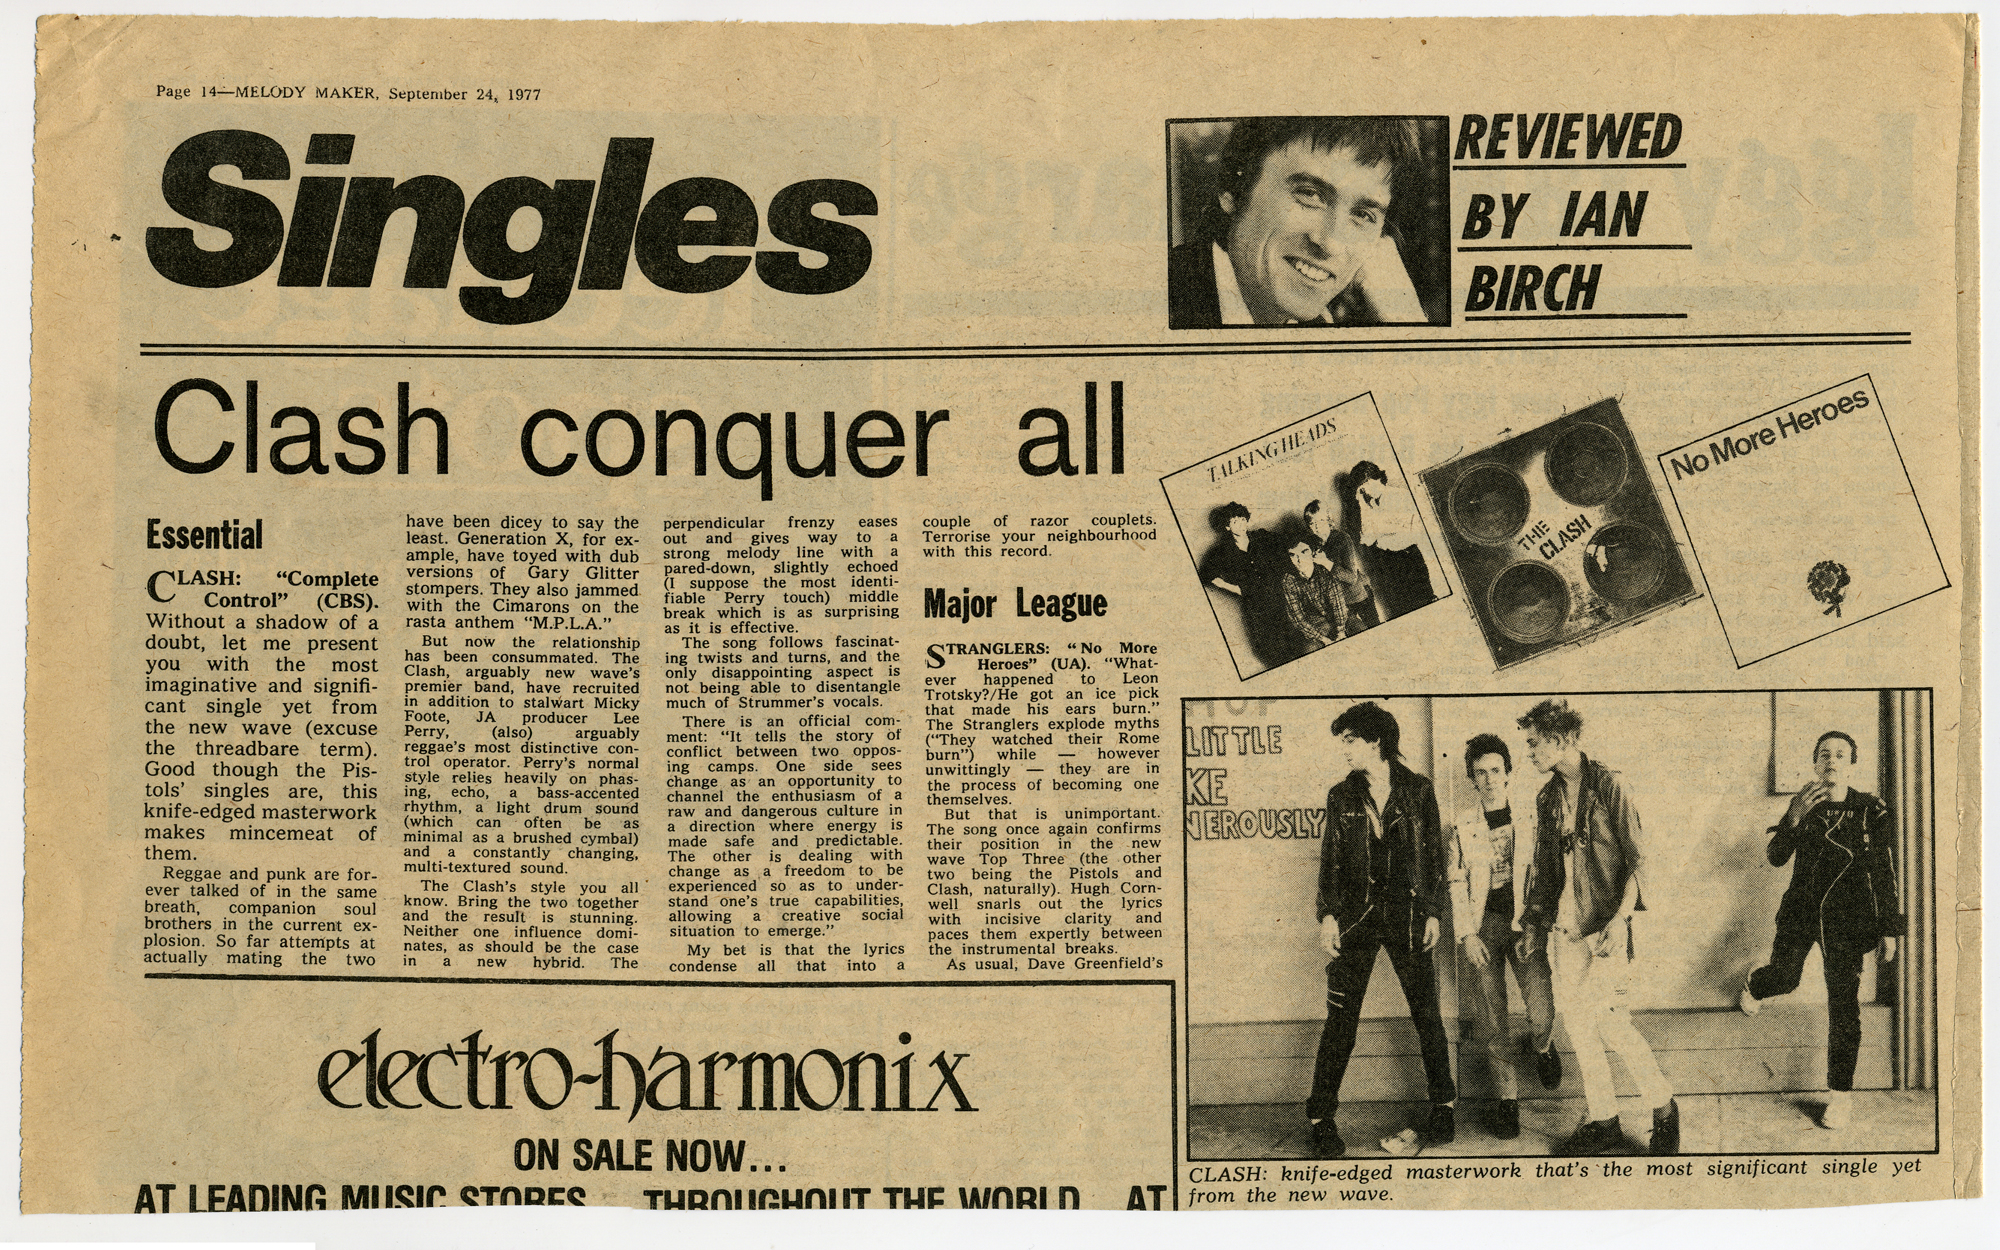 Page 14—MELODY MAKER, September 24, 1977
Singles
REVIEWED
BY IAN
BIRCH
Clash conquer all
Essential
CLASH: "Complete
Control" (CBS).
Without a shadow of a
doubt, let me present
you with the most
imaginative and signifi-
cant single yet from
the new wave (excuse
the threadbare term).
Good though the Pis-
tols' singles are, this
knife-edged masterwork
makes mincemeat of
them.
Reggae and punk are for-
ever talked of in the same
breath, companion soul
brothers in the current ex-
plosion. So far attempts at
actually mating the two
have been dicey to say the
least. Generation X, for ex-
ample, have toyed with dub
versions of Gary Glitter
stompers. They also jammed
with the Cimarons on the
rasta anthem "M.P.L.A."
But now the relationship
has been consummated. The
Clash, arguably new wave's
premier band, have recruited
in addition to stalwart Micky
Foote, JA producer Lee
Perry, (also) arguably
reggae's most distinctive con-
trol operator. Perry's normal
style relies heavily on phas-
ing, echo, a bass-accented
rhythm, a light drum sound
(which can often be as
minimal as a brushed cymbal)
and a constantly changing,
multi-textured sound.
The Clash's style you all
know. Bring the two together
and the result is stunning.
Neither one influence domi-
nates, as should be the case
in a new hybrid. The
perpendicular frenzy eases
out and gives way to a
strong melody line with a
pared-down, slightly echoed
(I suppose the most identi-
fiable Perry touch) middle
break which is as surprising
as it is effective.
The song follows fascinat-
ing twists and turns, and the
only disappointing aspect is
not being able to disentangle
much of Strummer's vocals.
There is an official com-
ment: "It tells the story of
conflict between two oppos-
ing camps. One side sees
change as an opportunity to
channel the enthusiasm of a
raw and dangerous culture in
a direction where energy is
made safe and predictable.
The other is dealing with
change as a freedom to be
experienced so as to under-
stand one's true capabilities,
allowing a creative social
situation to emerge."
My bet is that the lyrics
condense all that into a
couple of razor couplets.
Terrorise your neighbourhood
with this record.
Major League
STRANGLERS: "No More
Heroes" (UA). "What-
ever happened to Leon
Trotsky?/He got an ice pick
that made his ears burn."
The Stranglers explode myths
("They watched their Rome
burn") while — however
unwittingly — they are in
the process of becoming one
themselves.
But that is unimportant.
The song once again confirms
their position in the new
wave Top Three (the other
two being the Pistols and
Clash, naturally). Hugh Corn-
well snarls out the lyrics
with incisive clarity and
paces them expertly between
the instrumental breaks.
As usual, Dave Greenfield's
TALKING HEADS
THE
CLASH
No More Heroes
LITTLE
KE
NEROUSLY
CLASH: knife-edged masterwork that's the most significant single yet
from the new wave.
electro-harmonix
ON SALE NOW...
AT LEADING MUSIC STORES THROUGHOUT THE WORLD AT